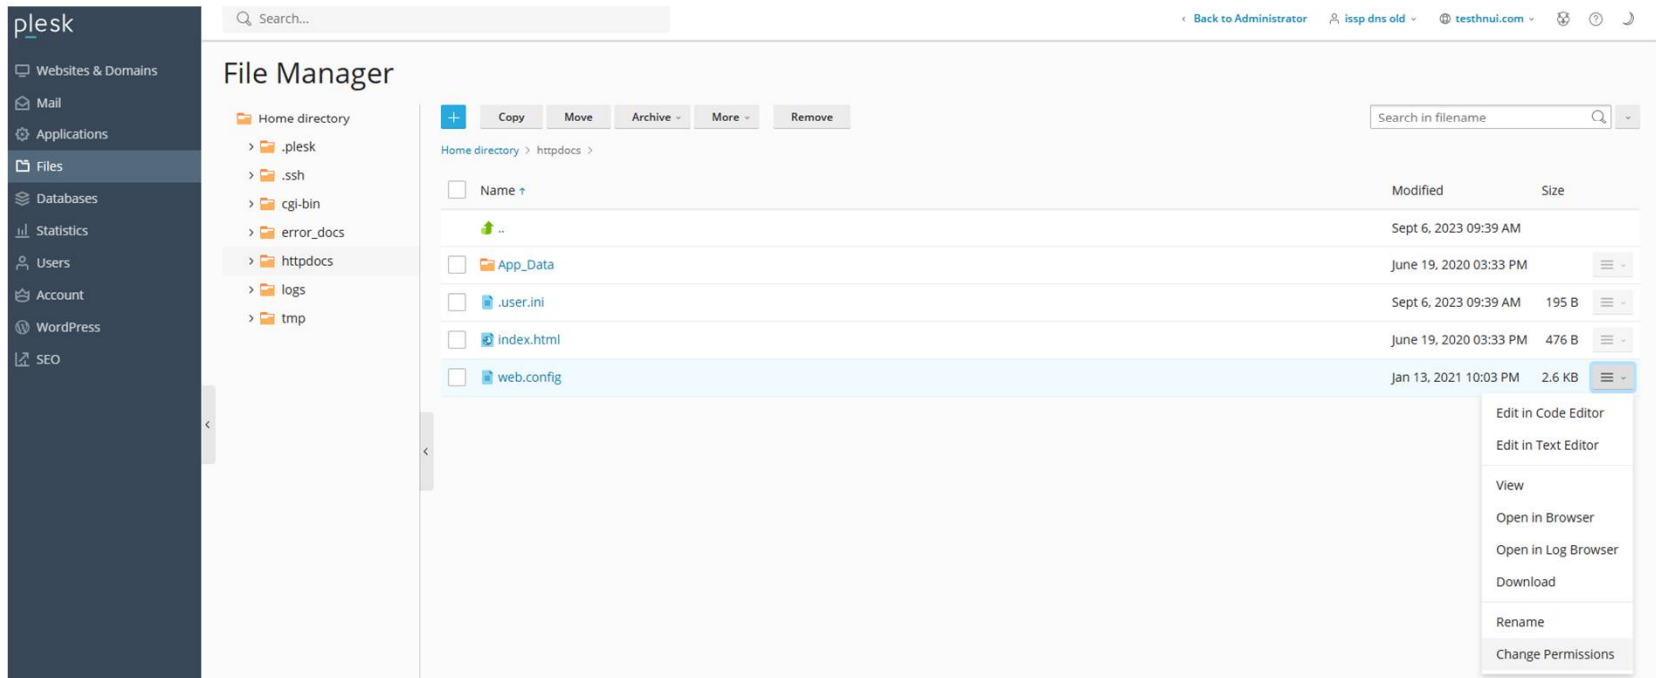 plesk
Search...
Back to Administrator
issp dns old
testhnui.com
Websites & Domains
Mail
Applications
Files
Databases
Statistics
Users
Account
WordPress
SEO
File Manager
Home directory
.plesk
.ssh
cgi-bin
error_docs
httpdocs
logs
tmp
+ Copy Move Archive More Remove
Search in filename
Home directory > httpdocs >
Name ↑ Modified Size
.. Sept 6, 2023 09:39 AM
App_Data June 19, 2020 03:33 PM
.user.ini Sept 6, 2023 09:39 AM 195 B
index.html June 19, 2020 03:33 PM 476 B
web.config Jan 13, 2021 10:03 PM 2.6 KB
Edit in Code Editor
Edit in Text Editor
View
Open in Browser
Open in Log Browser
Download
Rename
Change Permissions